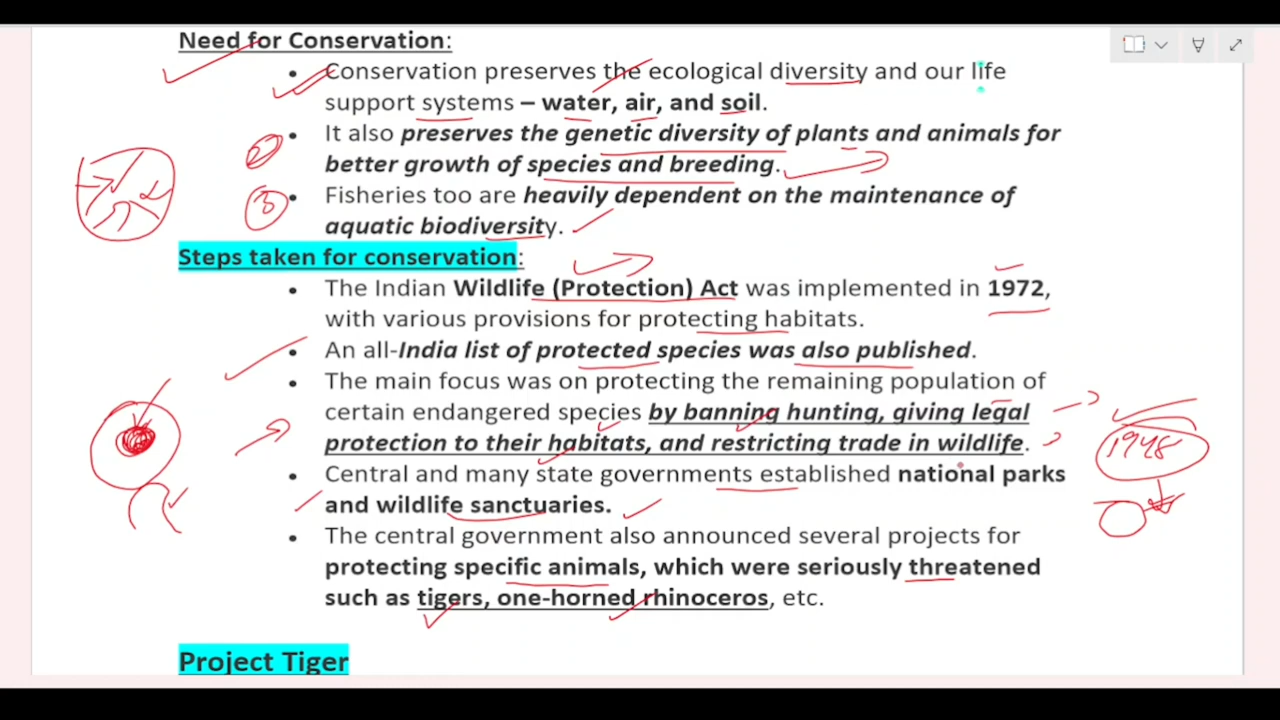 Need for Conservation:
• Conservation preserves the ecological diversity and our life
support systems – water, air, and soil.
• It also preserves the genetic diversity of plants and animals for
better growth of species and breeding.
• Fisheries too are heavily dependent on the maintenance of
aquatic biodiversity.
Steps taken for conservation:
• The Indian Wildlife (Protection) Act was implemented in 1972,
with various provisions for protecting habitats.
• An all-India list of protected species was also published.
• The main focus was on protecting the remaining population of
certain endangered species by banning hunting, giving legal
protection to their habitats, and restricting trade in wildlife.
1948
• Central and many state governments established national parks
and wildlife sanctuaries.
• The central government also announced several projects for
protecting specific animals, which were seriously threatened
such as tigers, one-horned rhinoceros, etc.
Project Tiger